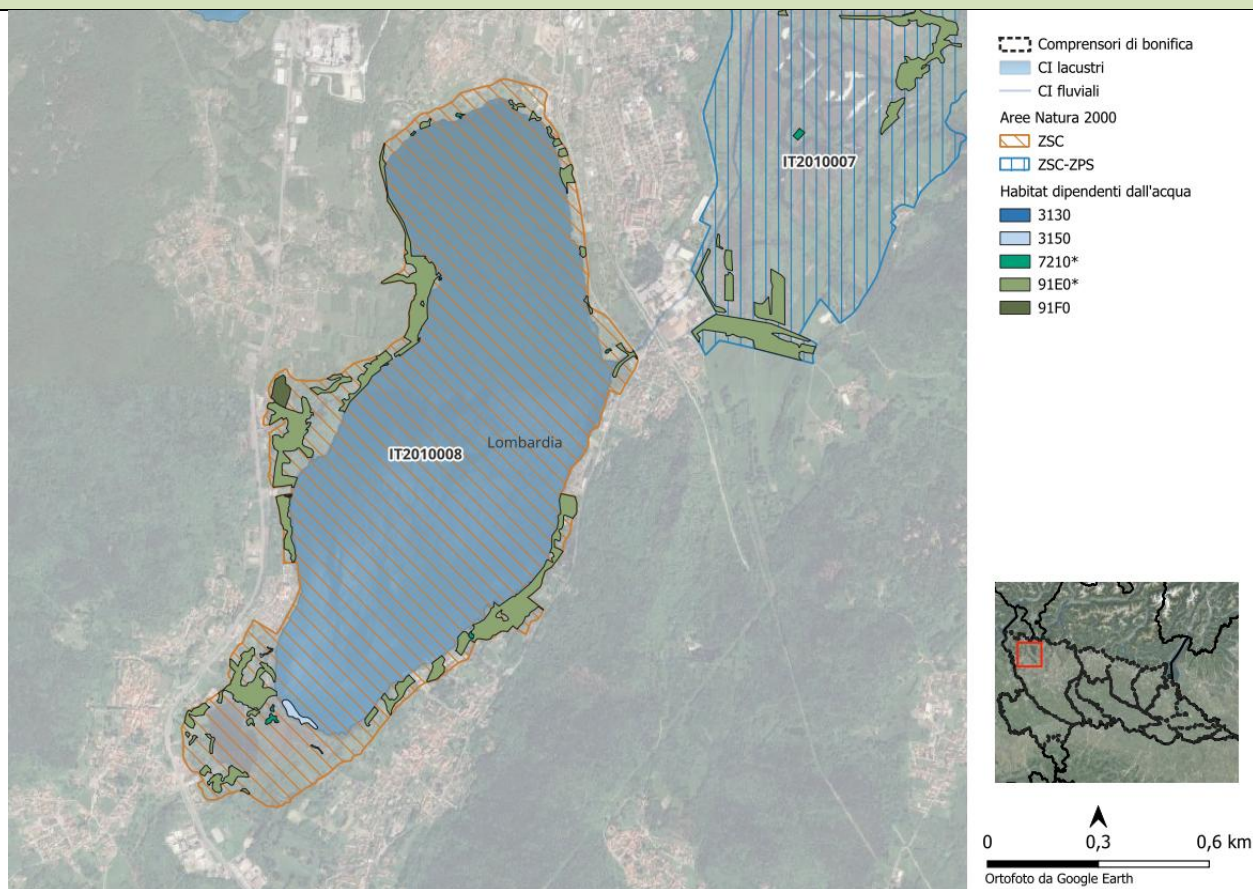 Comprensori di bonifica
CI lacustri
CI fluviali
Aree Natura 2000
ZSC
ZSC-ZPS
Habitat dipendenti dall'acqua
3130
3150
7210*
91E0*
91F0
IT2010007
IT2010008
Lombardia
0 0,3 0,6 km
Ortofoto da Google Earth